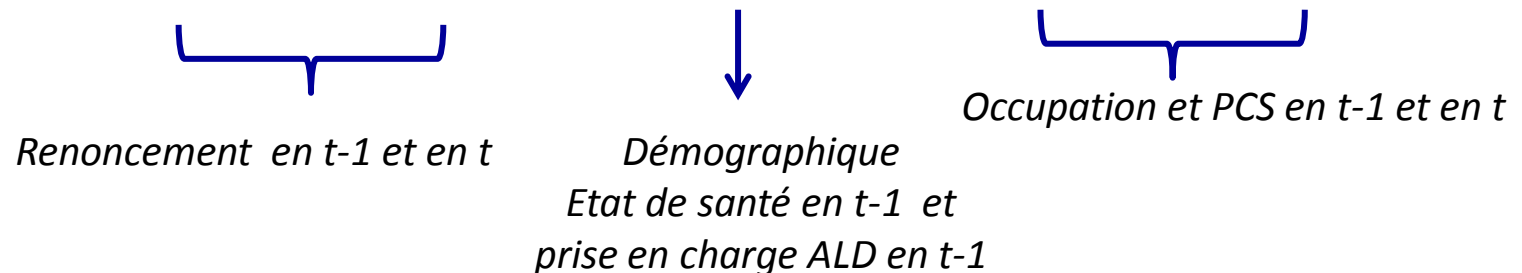 Renoncement en t-1 et en t
Démographique
Etat de santé en t-1 et
prise en charge ALD en t-1
Occupation et PCS en t-1 et en t